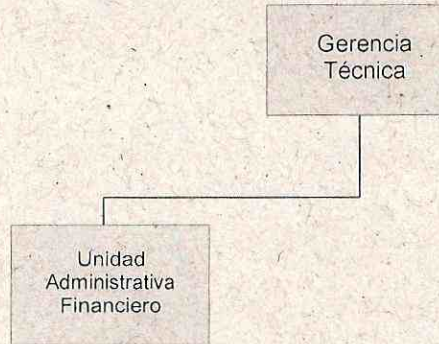 Gerencia
Técnica
Unidad
Administrativa
Financiero